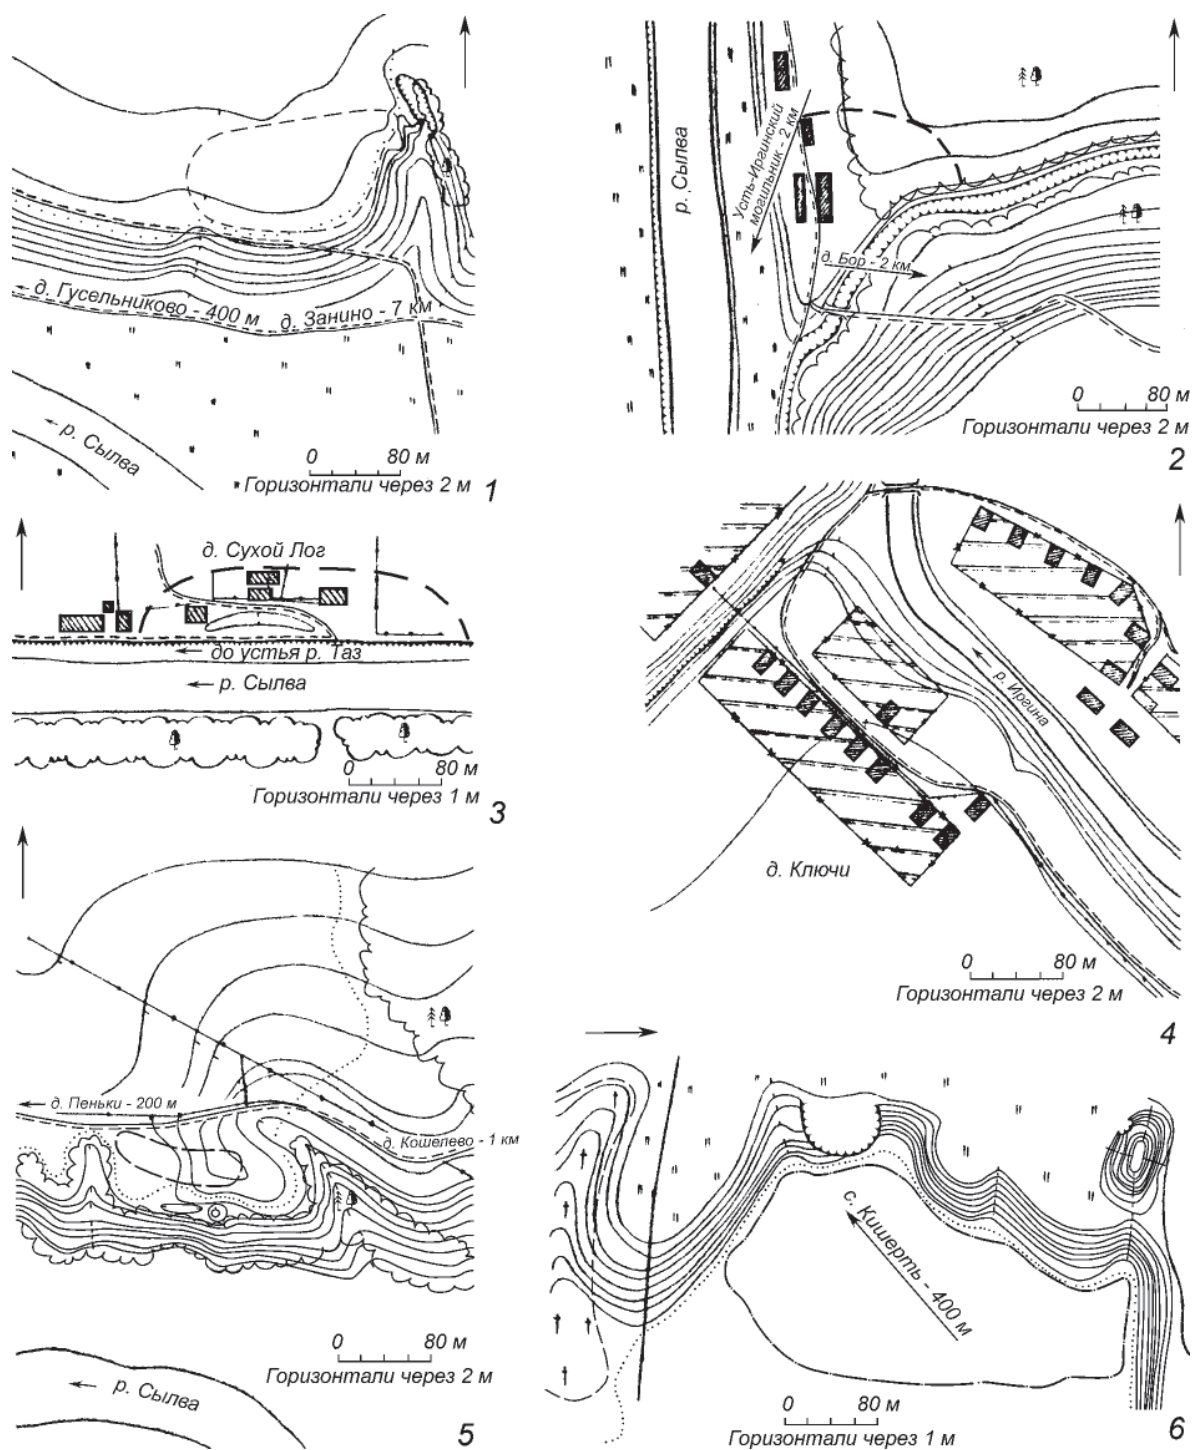 д. Гусельниково - 400 м
д. Занино - 7 км
р. Сылва
0 80 м
Горизонтали через 2 м
1
р. Сылва
Усть-Иргинский
могильник - 2 км
д. Бор - 2 км
0 80 м
Горизонтали через 2 м
2
д. Сухой Лог
до устья р. Таз
р. Сылва
0 80 м
Горизонтали через 1 м
3
р. Иргина
д. Ключи
0 80 м
Горизонтали через 2 м
4
д. Пеньки - 200 м
д. Кошелево - 1 км
0 80 м
Горизонтали через 2 м
р. Сылва
5
с. Кишерть - 400 м
0 80 м
Горизонтали через 1 м
6